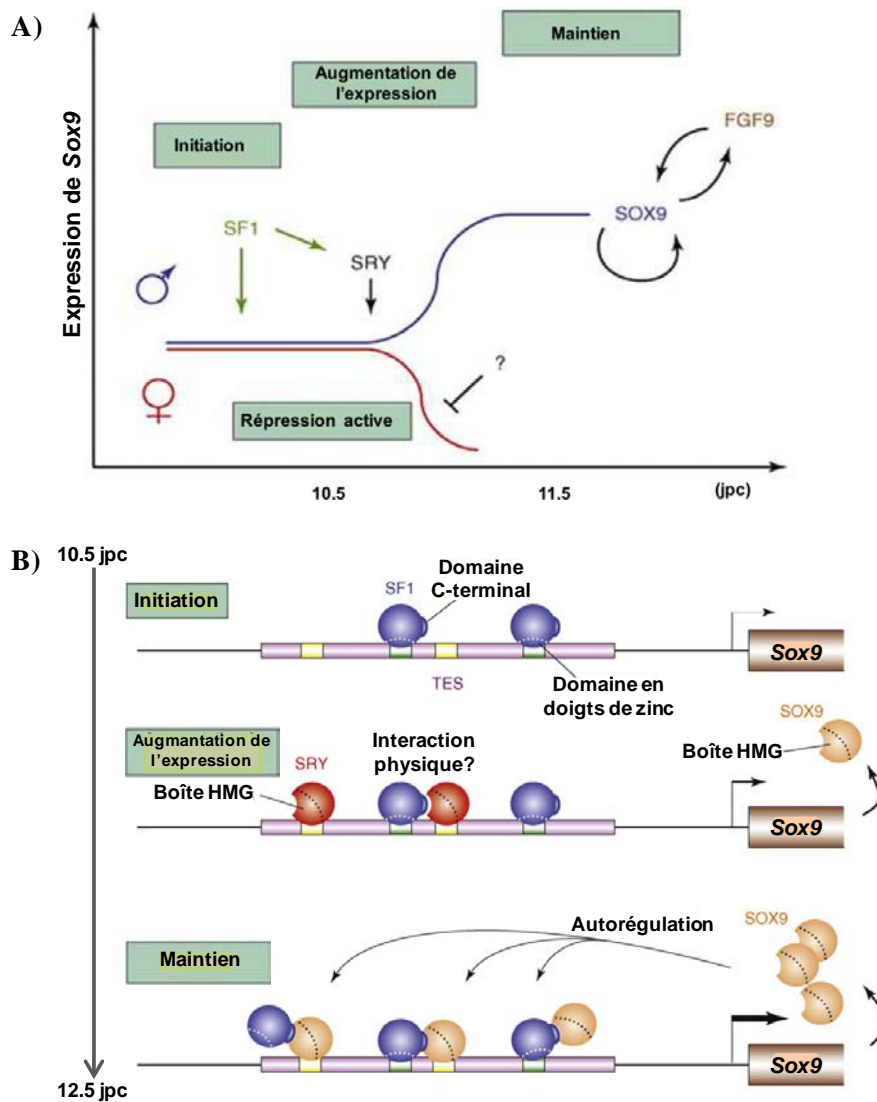 A)
Expression de Sox9
Maintien
Augmentation de
l'expression
Initiation
FGF9
SOX9
SF1
SRY
?
Répression active
10.5
11.5
(jpc)
B)
10.5 jpc
Initiation
SF1
Domaine
C-terminal
TES
Domaine en
doigts de zinc
Sox9
Augmantation de
l'expression
SRY
Boîte HMG
Interaction
physique?
SOX9
Boîte HMG
Sox9
Maintien
Autorégulation
SOX9
Sox9
12.5 jpc